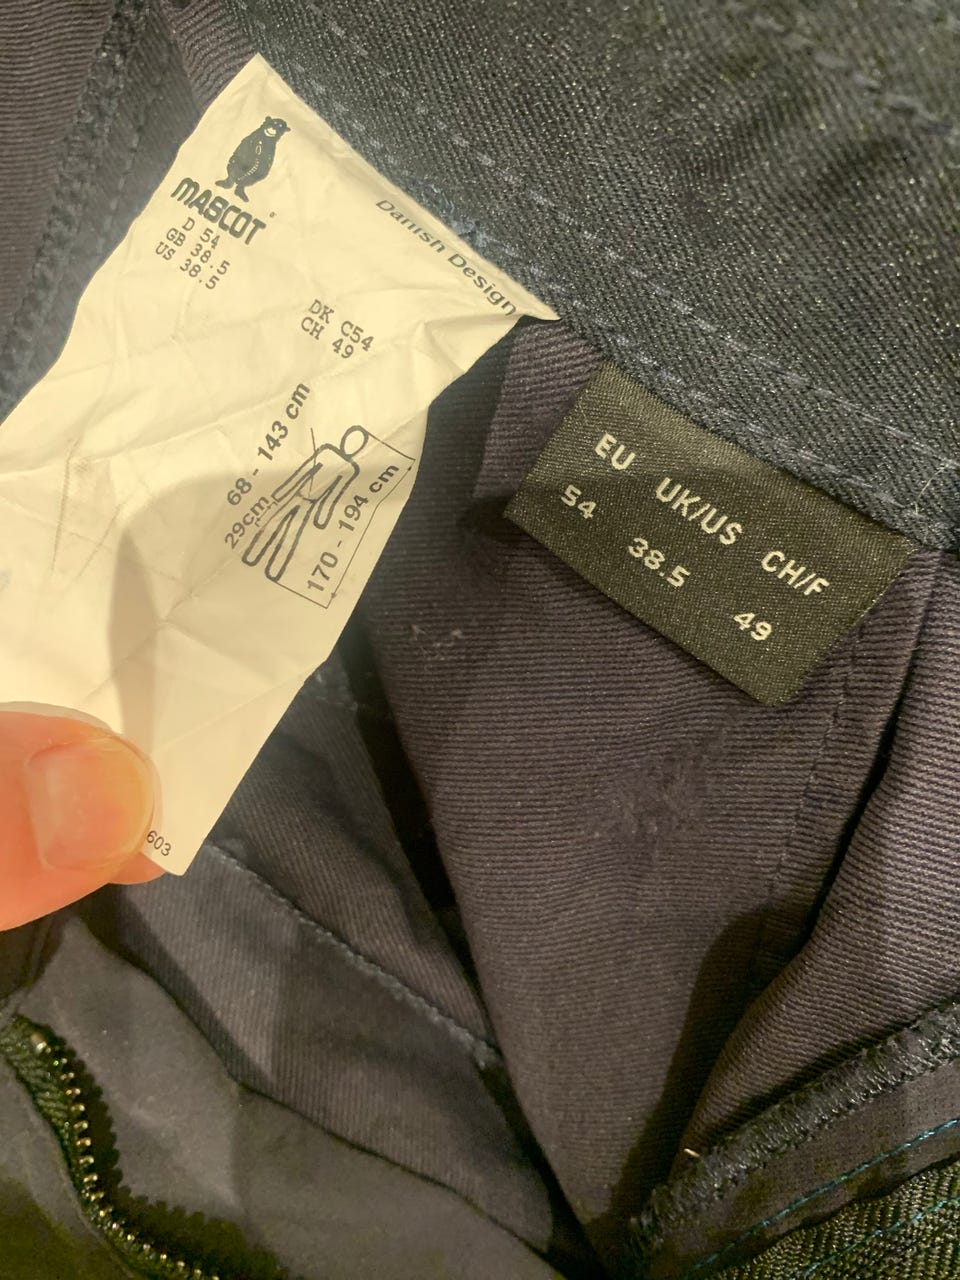 MASCOT®
D 54
GB 38.5
US 38.5
Danish Design
DK C54
CH 49
68 - 143 cm
29cm
170 - 194 cm
603
EU UK/US CH/F
54 38.5 49